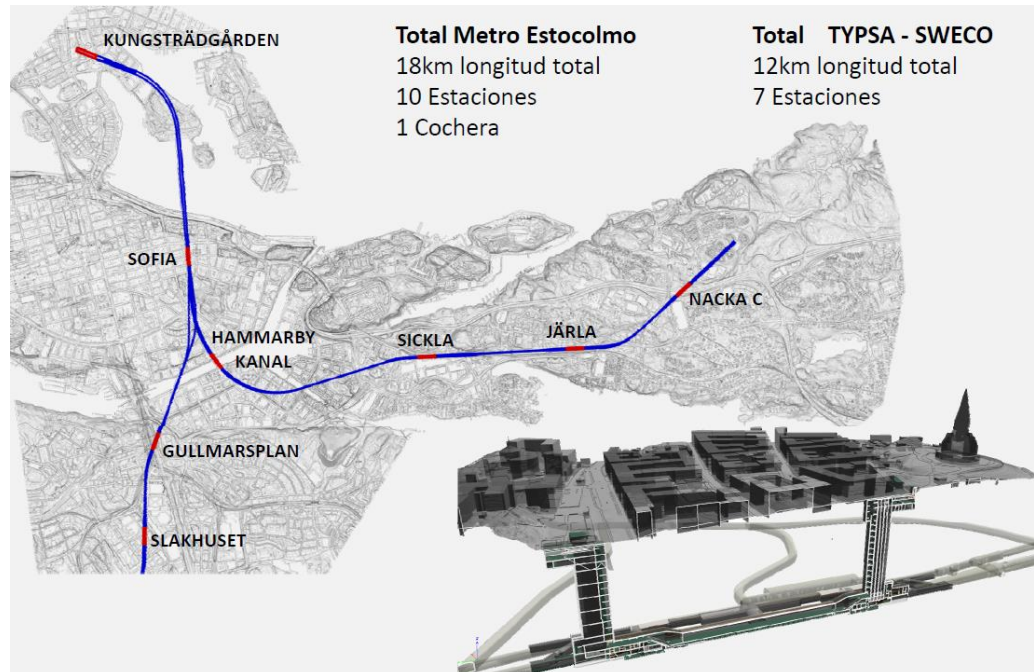 KUNGSTRÄDGÅRDEN
Total Metro Estocolmo
18km longitud total
10 Estaciones
1 Cochera
Total TYPSA - SWECO
12km longitud total
7 Estaciones
SOFIA
HAMMARBY
KANAL
SICKLA
JÄRLA
NACKA C
GULLMARSPLAN
SLAKHUSET